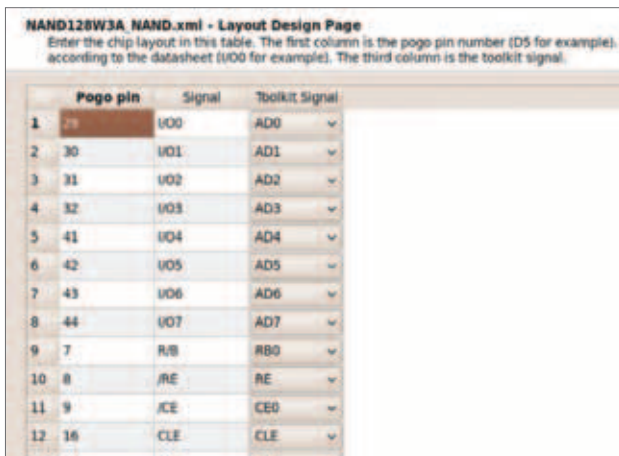 NAND128W3A_NAND.xml - Layout Design Page
Enter the chip layout in this table. The first column is the pogo pin number (D5 for example).
according to the datasheet (I/O0 for example). The third column is the toolkit signal.
Pogo pin Signal Toolkit Signal
1 29 I/O0 AD0
2 30 I/O1 AD1
3 31 I/O2 AD2
4 32 I/O3 AD3
5 41 I/O4 AD4
6 42 I/O5 AD5
7 43 I/O6 AD6
8 44 I/O7 AD7
9 7 R/B RB0
10 8 /RE RE
11 9 /CE CE0
12 16 CLE CLE